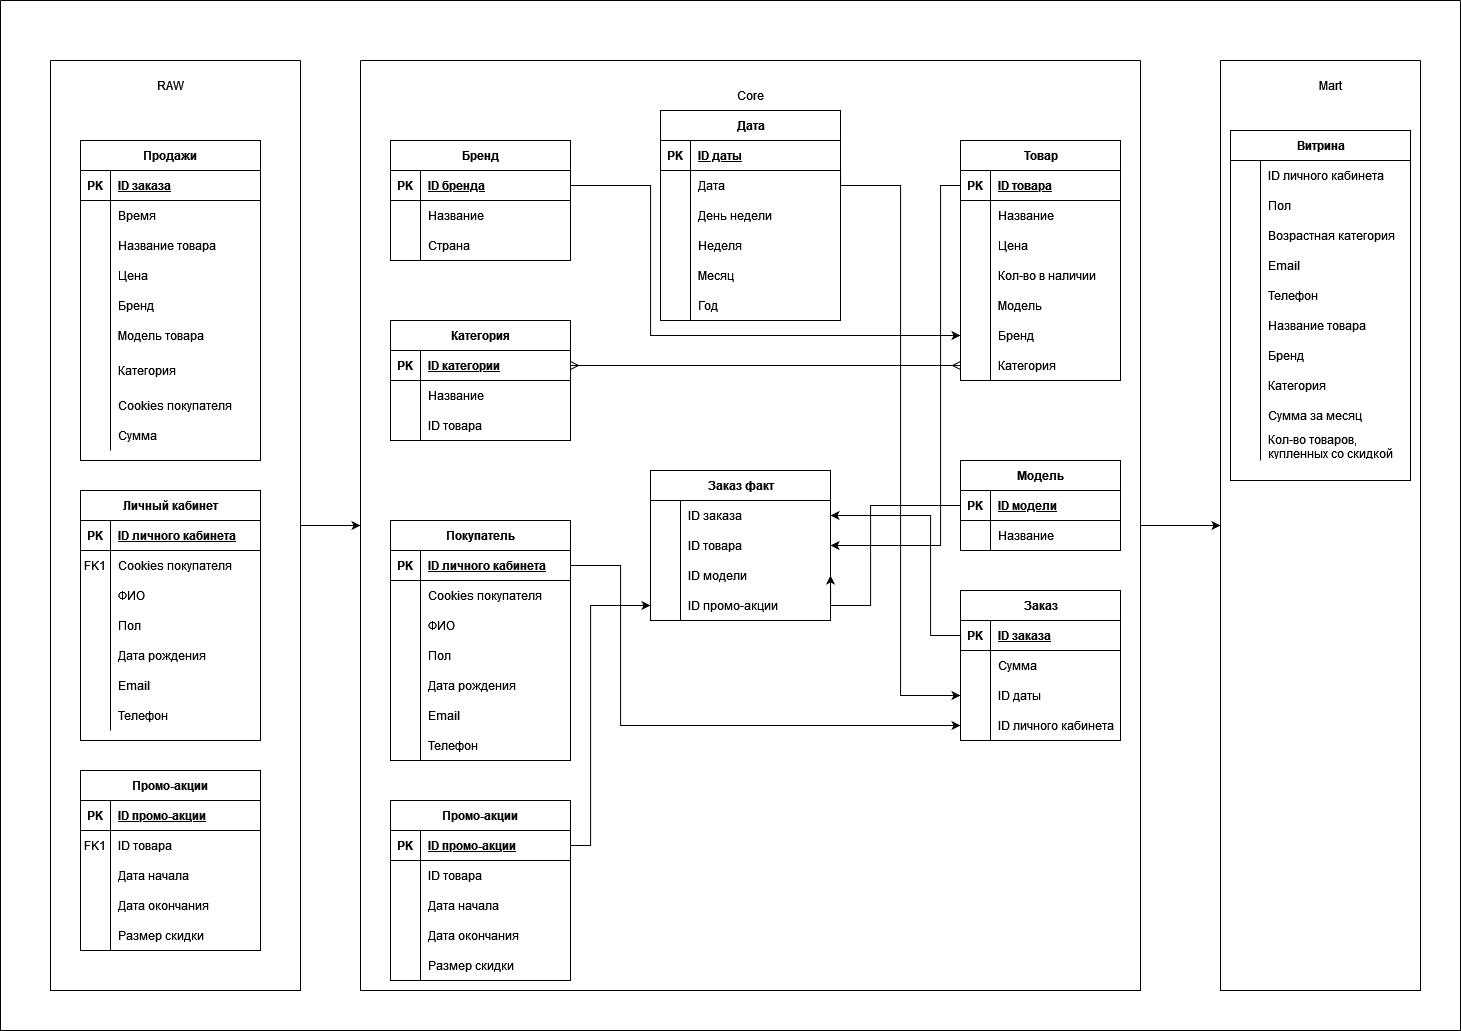 RAW
Продажи
PK ID заказа
Время
Название товара
Цена
Бренд
Модель товара
Категория
Cookies покупателя
Сумма
Личный кабинет
PK ID личного кабинета
FK1 Cookies покупателя
ФИО
Пол
Дата рождения
Email
Телефон
Промо-акции
PK ID промо-акции
FK1 ID товара
Дата начала
Дата окончания
Размер скидки
Core
Бренд
PK ID бренда
Название
Страна
Категория
PK ID категории
Название
ID товара
Покупатель
PK ID личного кабинета
Cookies покупателя
ФИО
Пол
Дата рождения
Email
Телефон
Промо-акции
PK ID промо-акции
ID товара
Дата начала
Дата окончания
Размер скидки
Дата
PK ID даты
Дата
День недели
Неделя
Месяц
Год
Заказ факт
ID заказа
ID товара
ID модели
ID промо-акции
Товар
PK ID товара
Название
Цена
Кол-во в наличии
Модель
Бренд
Категория
Модель
PK ID модели
Название
Заказ
PK ID заказа
Сумма
ID даты
ID личного кабинета
Mart
Витрина
ID личного кабинета
Пол
Возрастная категория
Email
Телефон
Название товара
Бренд
Категория
Сумма за месяц
Кол-во товаров,
купленных со скидкой